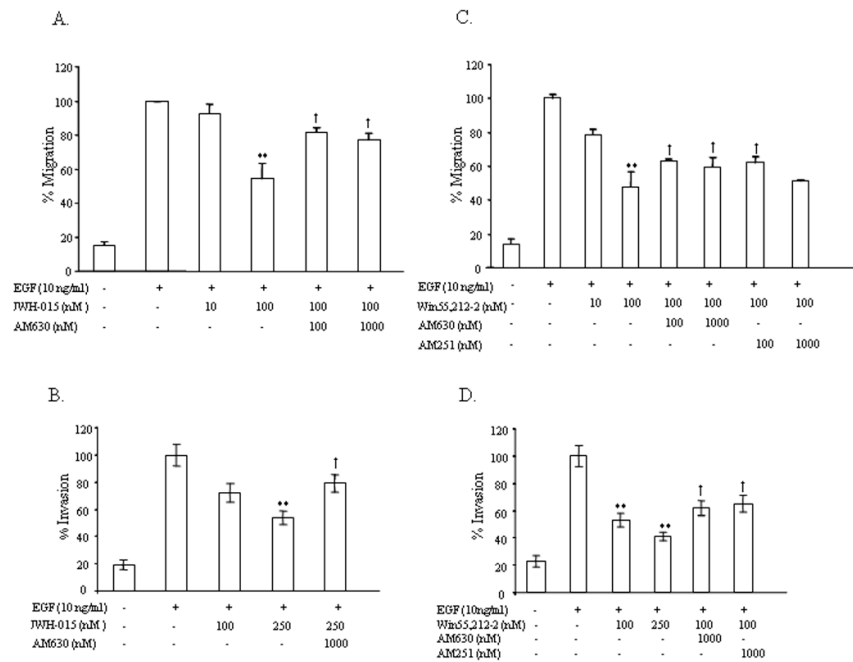 A.
120
100
80
60
40
20
0
% Migration
↑
↑
**
EGF (10 ng/ml) - + + + + +
JWH-015 (nM ) - - 10 100 100 100
AM630 (nM) - - - - 100 1000
C.
120
100
80
60
40
20
0
% Migration
**
↑
↑
↑
EGF (10 ng/ml) - + + + + + + +
Win55,212-2 (nM) - - 10 100 100 100 100 100
AM630 (nM) - - - - 100 1000 - -
AM251 (nM) - - - - - - 100 1000
B.
120
100
80
60
40
20
0
% Invasion
**
↑
EGF (10 ng/ml) - + + + +
JWH-015 (nM ) - - 100 250 250
AM630 (nM) - - - - 1000
D.
120
100
80
60
40
20
0
% Invasion
**
**
↑
↑
EGF (10ng/ml) - + + + + +
Win55,212-2 (nM) - - 100 250 100 100
AM630 (nM) - - - - 1000 -
AM251 (nM) - - - - - 1000